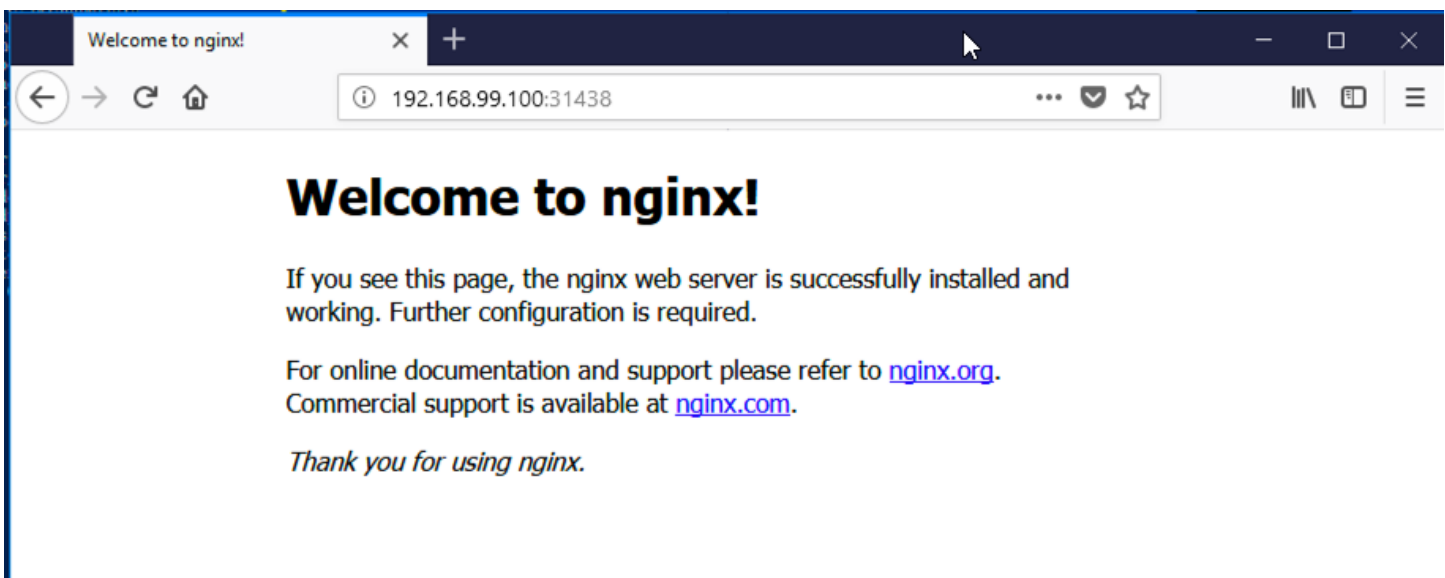 Welcome to nginx!
192.168.99.100:31438
Welcome to nginx!
If you see this page, the nginx web server is successfully installed and
working. Further configuration is required.
For online documentation and support please refer to nginx.org.
Commercial support is available at nginx.com.
Thank you for using nginx.